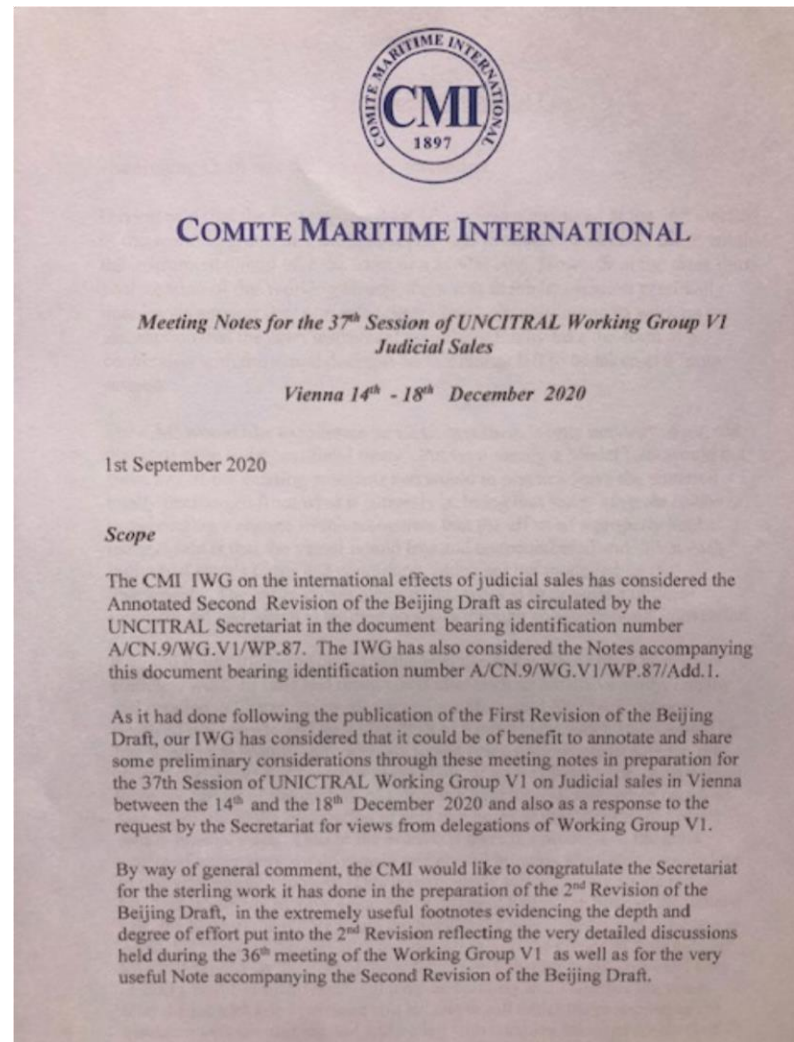 COMITE MARITIME INTERNATIONAL
CMI
1897
COMITE MARITIME INTERNATIONAL
Meeting Notes for the 37th Session of UNCITRAL Working Group V1
Judicial Sales
Vienna 14th - 18th December 2020
1st September 2020
Scope
The CMI IWG on the international effects of judicial sales has considered the
Annotated Second Revision of the Beijing Draft as circulated by the
UNCITRAL Secretariat in the document bearing identification number
A/CN.9/WG.V1/WP.87. The IWG has also considered the Notes accompanying
this document bearing identification number A/CN.9/WG.V1/WP.87/Add.1.
As it had done following the publication of the First Revision of the Beijing
Draft, our IWG has considered that it could be of benefit to annotate and share
some preliminary considerations through these meeting notes in preparation for
the 37th Session of UNICTRAL Working Group V1 on Judicial sales in Vienna
between the 14th and the 18th December 2020 and also as a response to the
request by the Secretariat for views from delegations of Working Group V1.
By way of general comment, the CMI would like to congratulate the Secretariat
for the sterling work it has done in the preparation of the 2nd Revision of the
Beijing Draft, in the extremely useful footnotes evidencing the depth and
degree of effort put into the 2nd Revision reflecting the very detailed discussions
held during the 36th meeting of the Working Group V1 as well as for the very
useful Note accompanying the Second Revision of the Beijing Draft.